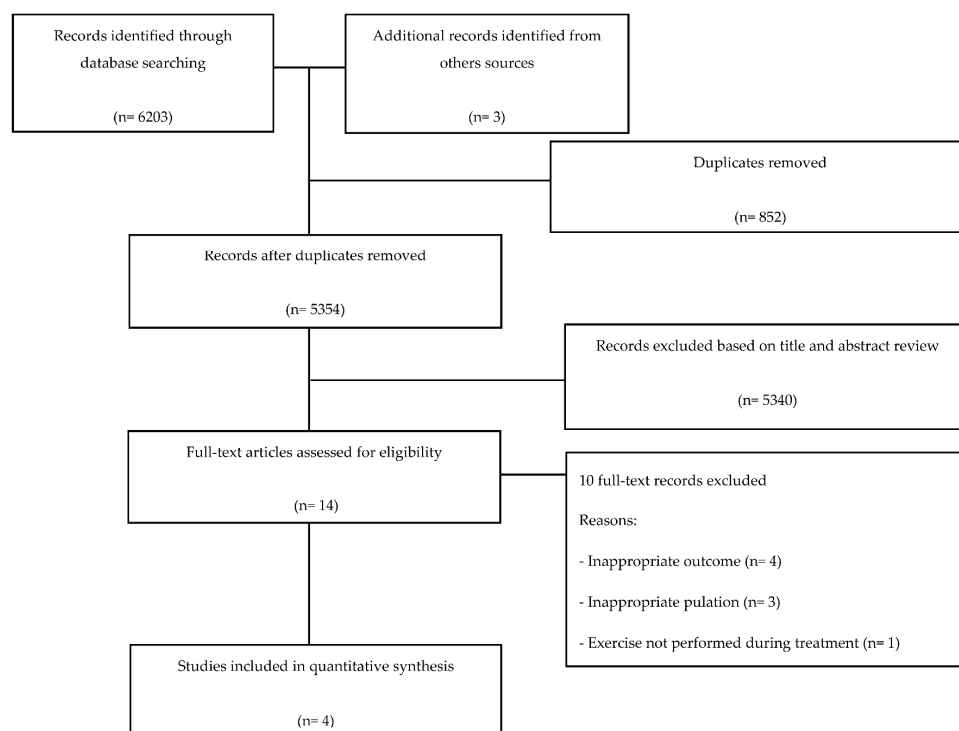 Records identified through
database searching
(n= 6203)
Additional records identified from
others sources
(n= 3)
Duplicates removed
(n= 852)
Records after duplicates removed
(n= 5354)
Records excluded based on title and abstract review
(n= 5340)
Full-text articles assessed for eligibility
(n= 14)
10 full-text records excluded
Reasons:
- Inappropriate outcome (n= 4)
- Inappropriate pulation (n= 3)
- Exercise not performed during treatment (n= 1)
Studies included in quantitative synthesis
(n= 4)